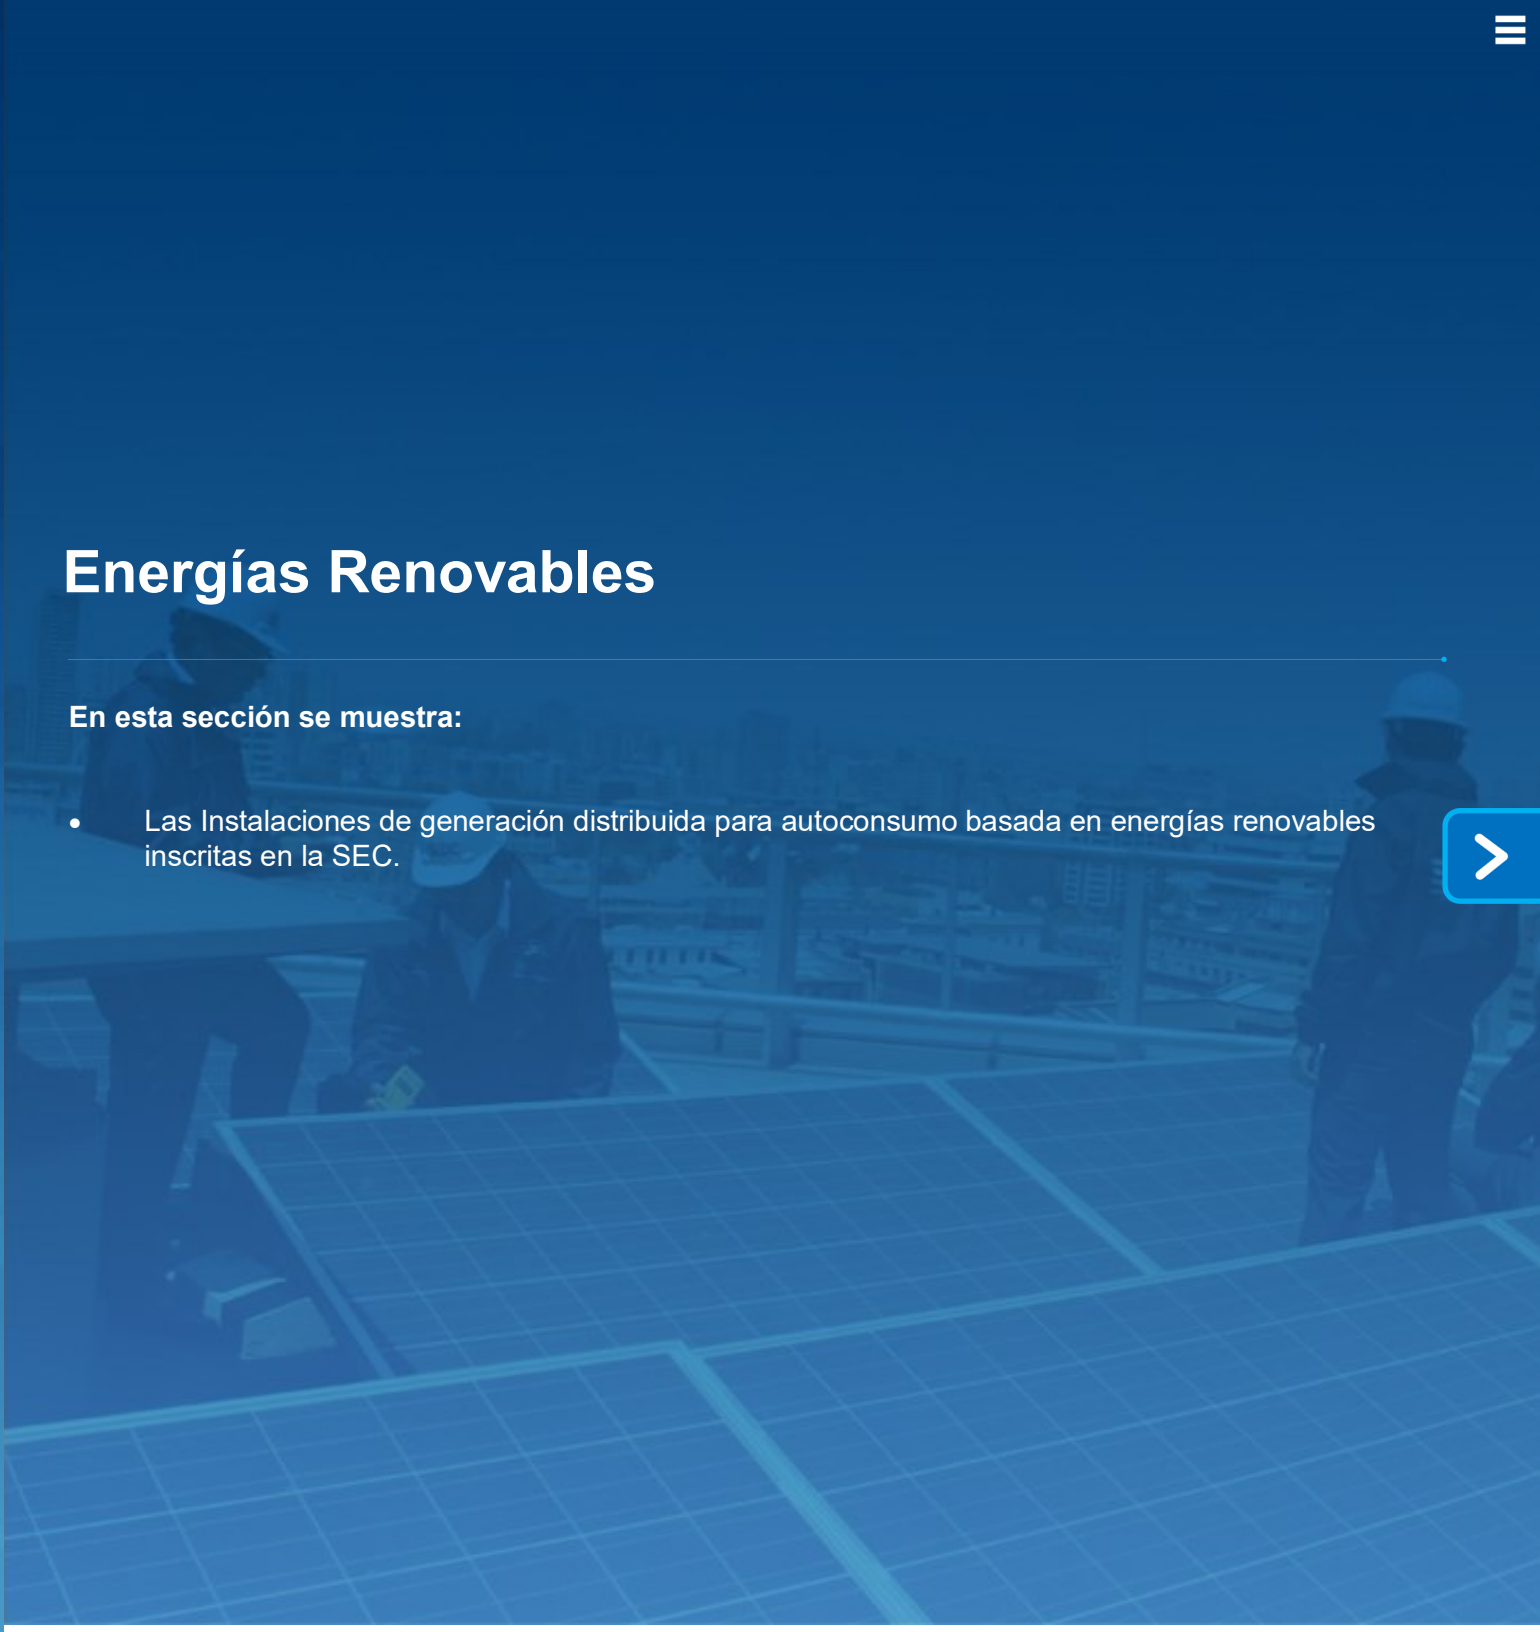 Energías Renovables
En esta sección se muestra:
• Las Instalaciones de generación distribuida para autoconsumo basada en energías renovables
inscritas en la SEC.